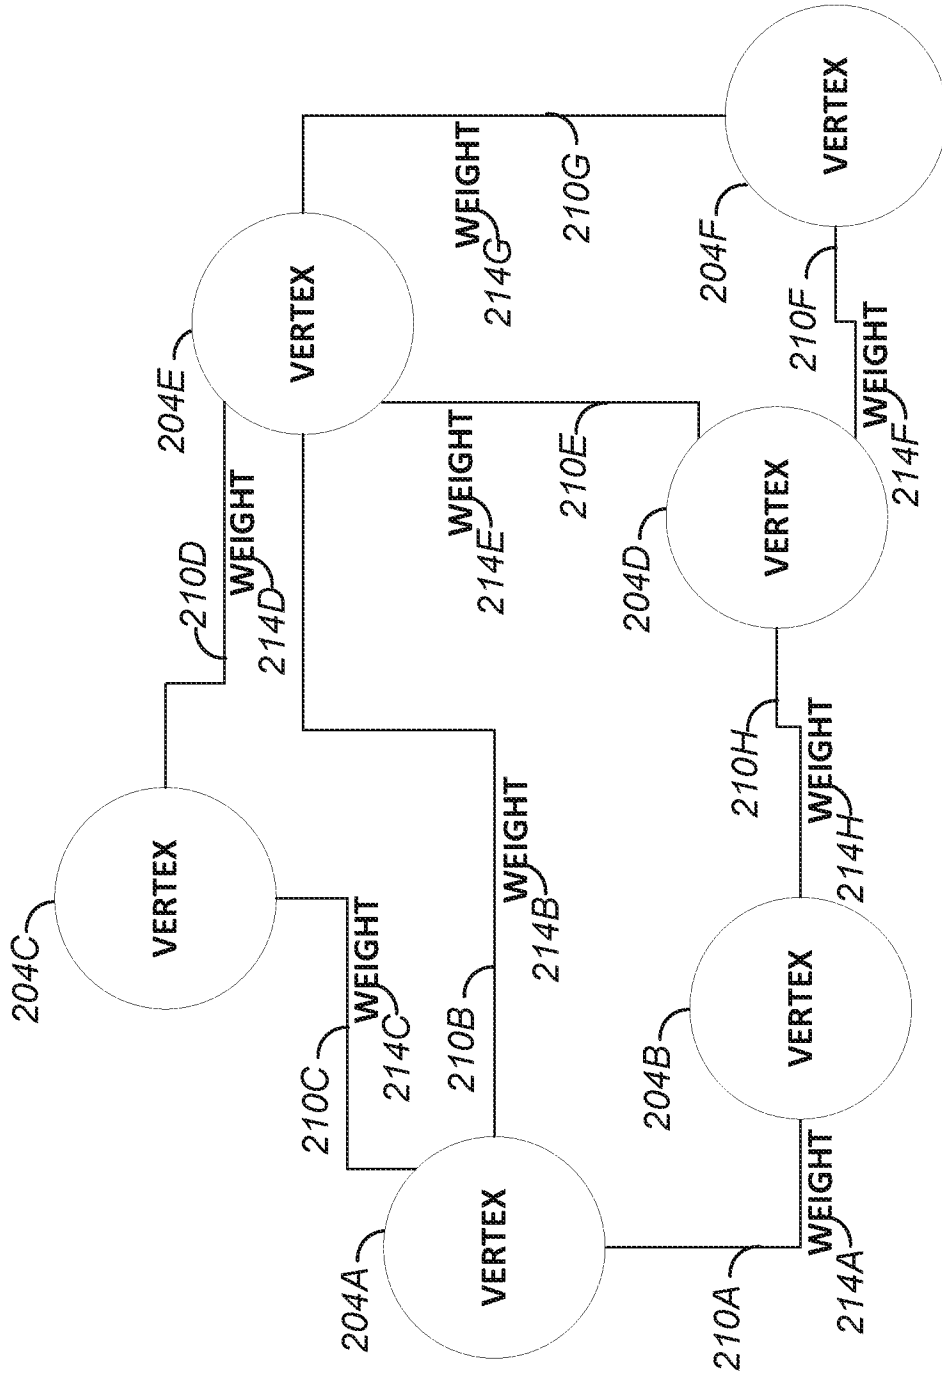 204C
VERTEX
210D
WEIGHT
214D
204E
VERTEX
210C
WEIGHT
214C
WEIGHT
214G
210G
204A
VERTEX
210B
WEIGHT
214B
WEIGHT
214E
210E
204F
VERTEX
210A
WEIGHT
214A
204B
VERTEX
210H
WEIGHT
214H
204D
VERTEX
210F
WEIGHT
214F